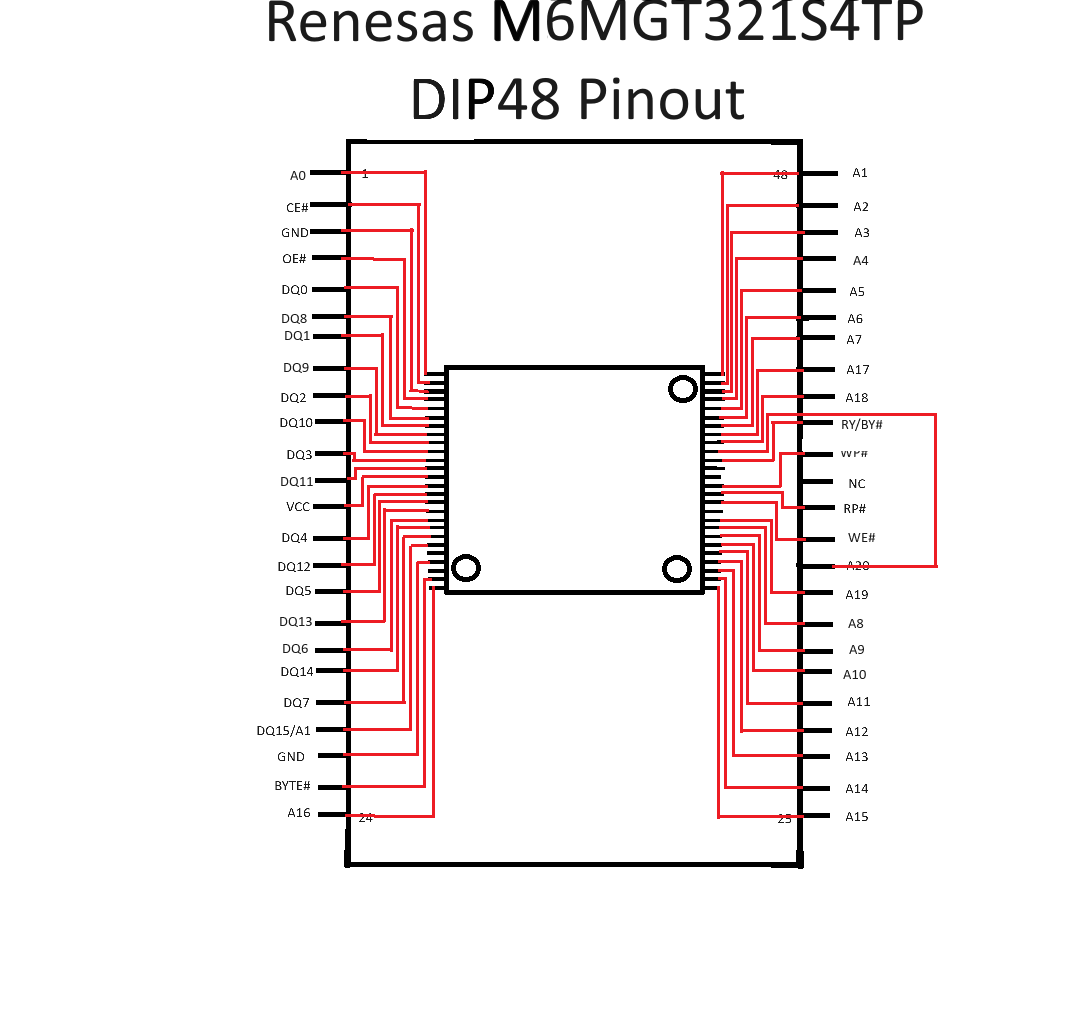 Renesas M6MGT321S4TP
DIP48 Pinout
A0 1 48 A1
CE# A2
GND A3
OE# A4
DQ0 A5
DQ8 A6
DQ1 A7
DQ9 A17
DQ2 A18
DQ10 RY/BY#
DQ3 WP#
DQ11 NC
VCC RP#
DQ4 WE#
DQ12 A20
DQ5 A19
DQ13 A8
DQ6 A9
DQ14 A10
DQ7 A11
DQ15/A1 A12
GND A13
BYTE# A14
A16 24 25 A15